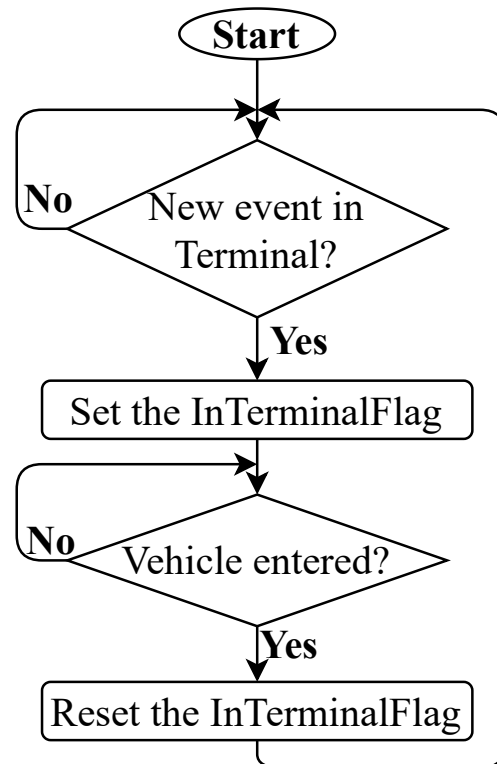 Start
No
New event in
Terminal?
Yes
Set the InTerminalFlag
No
Vehicle entered?
Yes
Reset the InTerminalFlag